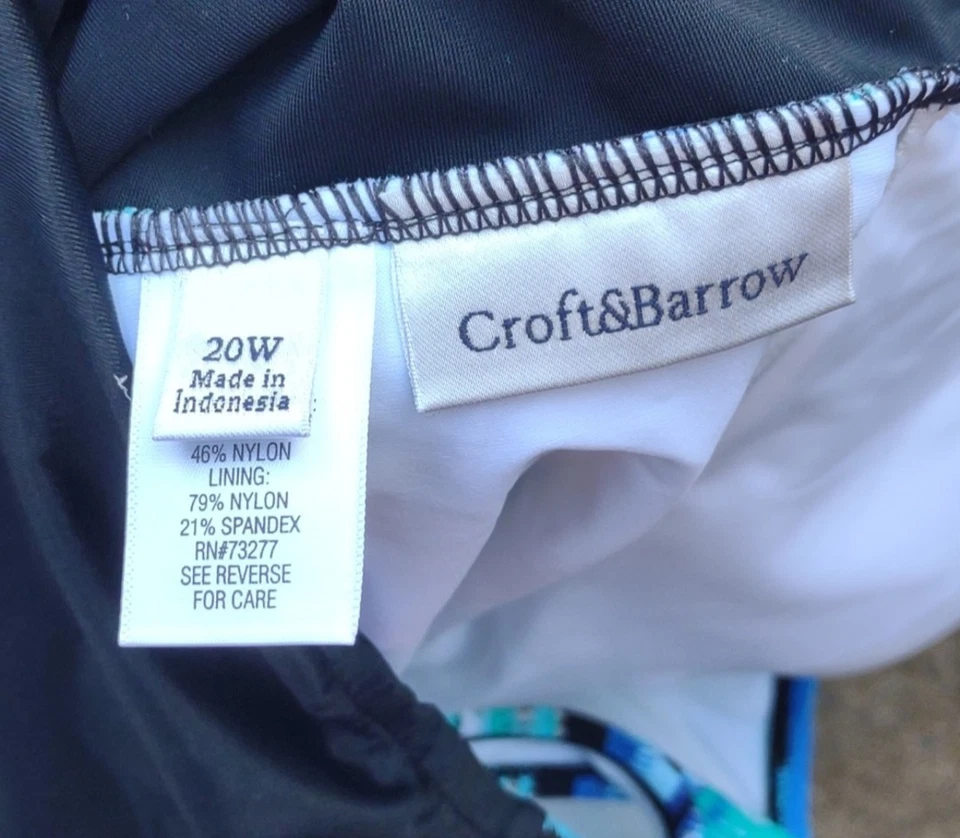 20W
Made in
Indonesia
46% NYLON
LINING:
79% NYLON
21% SPANDEX
RN#73277
SEE REVERSE
FOR CARE
Croft&Barrow